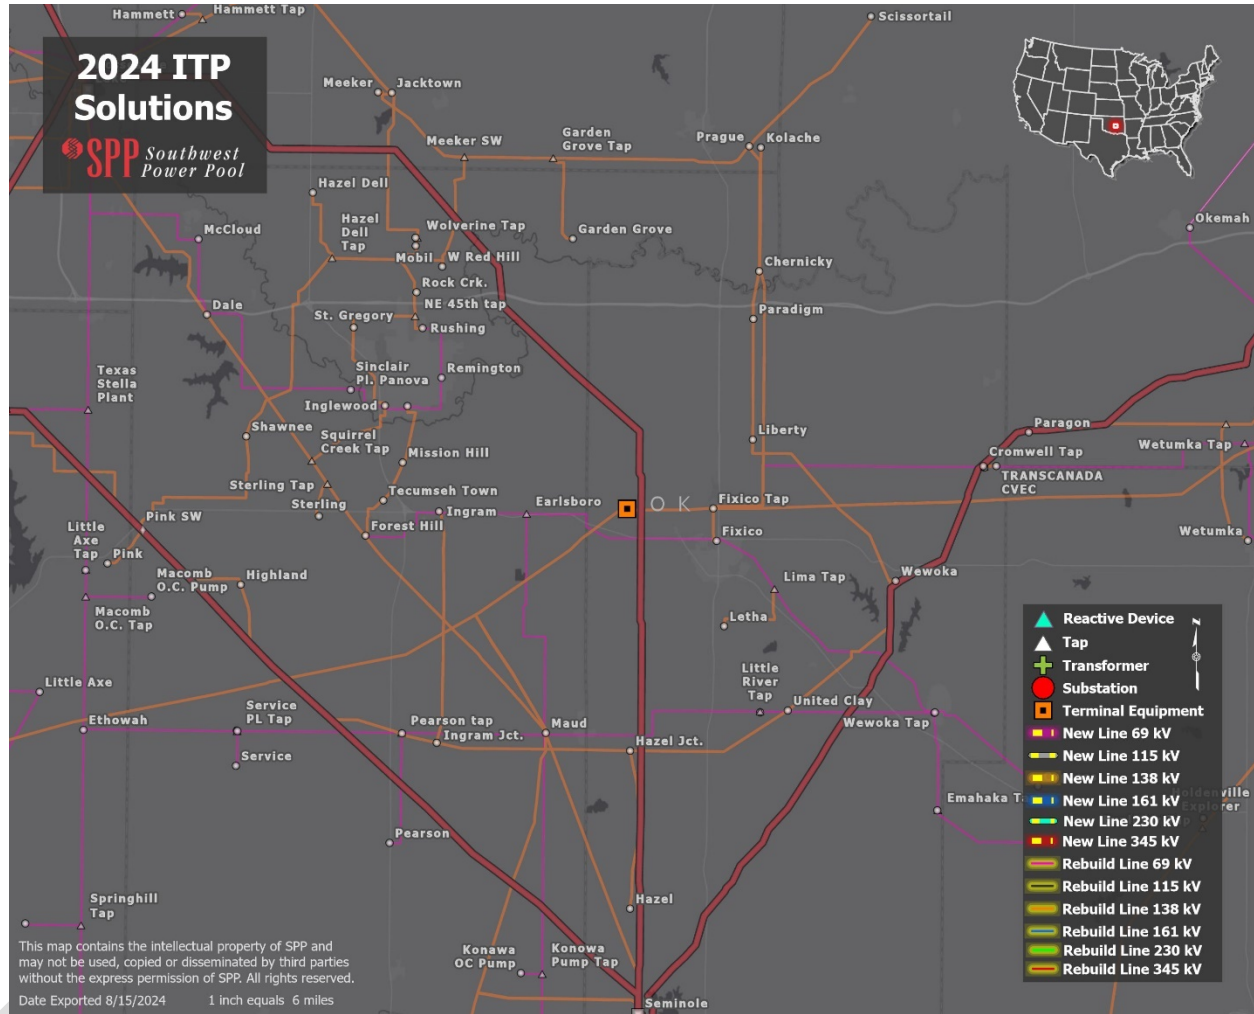 Hammett
Hammett Tap
Scissortail
2024 ITP
Solutions
SPP Southwest
Power Pool
Meeker
Jacktown
Meeker SW
Garden
Grove Tap
Prague
Kolache
Hazel Dell
McCloud
Hazel
Dell
Tap
Wolverine Tap
Garden Grove
Okemah
Mobil
W Red Hill
Chernicky
Rock Crk.
Dale
NE 45th tap
St. Gregory
Rushing
Paradigm
Texas
Stella
Plant
Sinclair
Pl. Panova
Remington
Inglewood
Shawnee
Squirrel
Creek Tap
Mission Hill
Liberty
Paragon
Cromwell Tap
Wetumka Tap
TRANSCANADA
CVEC
Sterling Tap
Sterling
Tecumseh Town
Ingram
Earlsboro
OK
Fixico Tap
Pink SW
Forest Hill
Fixico
Wetumka
Little
Axe
Tap
Pink
Macomb
O.C. Pump
Highland
Lima Tap
Wewoka
Macomb
O.C. Tap
Letha
Little Axe
Little
River
Tap
United Clay
Wewoka Tap
Ethowah
Service
PL Tap
Pearson tap
Ingram Jct.
Maud
Hazel Jct.
Service
Emahaka Ta
Holdenville
Explorer
Pearson
Springhill
Tap
Hazel
Konawa
OC Pump
Konowa
Pump Tap
Seminole
N
Reactive Device
Tap
Transformer
Substation
Terminal Equipment
New Line 69 kV
New Line 115 kV
New Line 138 kV
New Line 161 kV
New Line 230 kV
New Line 345 kV
Rebuild Line 69 kV
Rebuild Line 115 kV
Rebuild Line 138 kV
Rebuild Line 161 kV
Rebuild Line 230 kV
Rebuild Line 345 kV
This map contains the intellectual property of SPP and
may not be used, copied or disseminated by third parties
without the express permission of SPP. All rights reserved.
Date Exported 8/15/2024 1 inch equals 6 miles